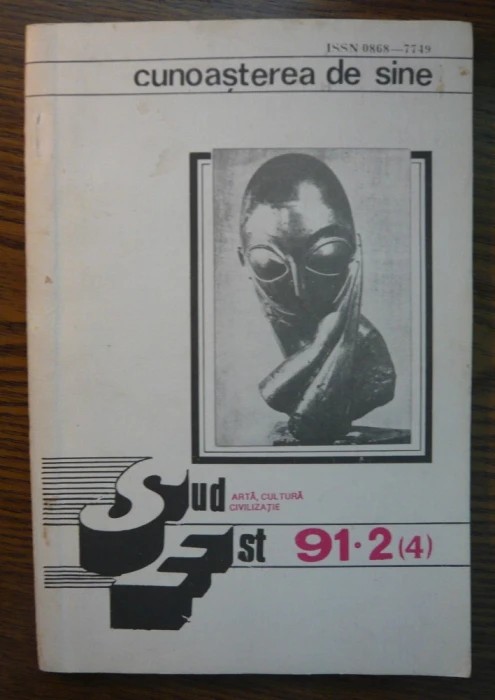 ISSN 0868—7749
cunoașterea de sine
Sud
ARTĂ, CULTURĂ
CIVILIZAȚIE
Est 91·2 (4)